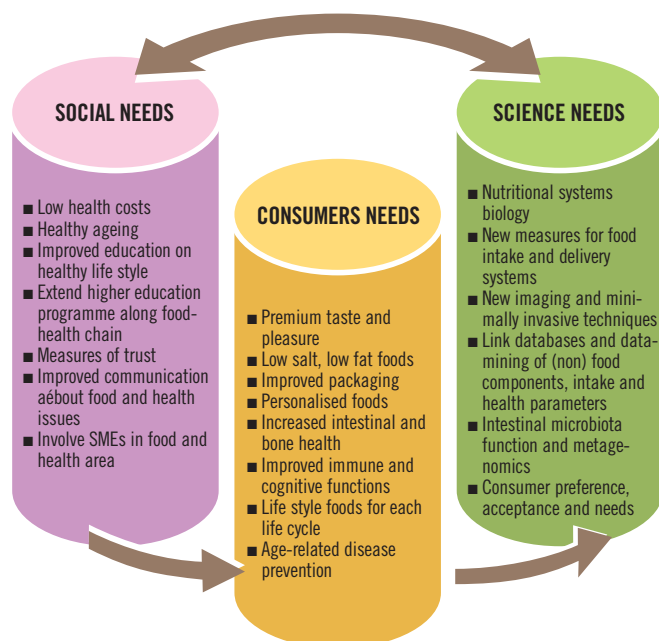 SOCIAL NEEDS
■ Low health costs
■ Healthy ageing
■ Improved education on
healthy life style
■ Extend higher education
programme along food-
health chain
■ Measures of trust
■ Improved communication
aébout food and health
issues
■ Involve SMEs in food and
health area
CONSUMERS NEEDS
■ Premium taste and
pleasure
■ Low salt, low fat foods
■ Improved packaging
■ Personalised foods
■ Increased intestinal and
bone health
■ Improved immune and
cognitive functions
■ Life style foods for each
life cycle
■ Age-related disease
prevention
SCIENCE NEEDS
■ Nutritional systems
biology
■ New measures for food
intake and delivery
systems
■ New imaging and mini-
mally invasive techniques
■ Link databases and data-
mining of (non) food
components, intake and
health parameters
■ Intestinal microbiota
function and metage-
nomics
■ Consumer preference,
acceptance and needs